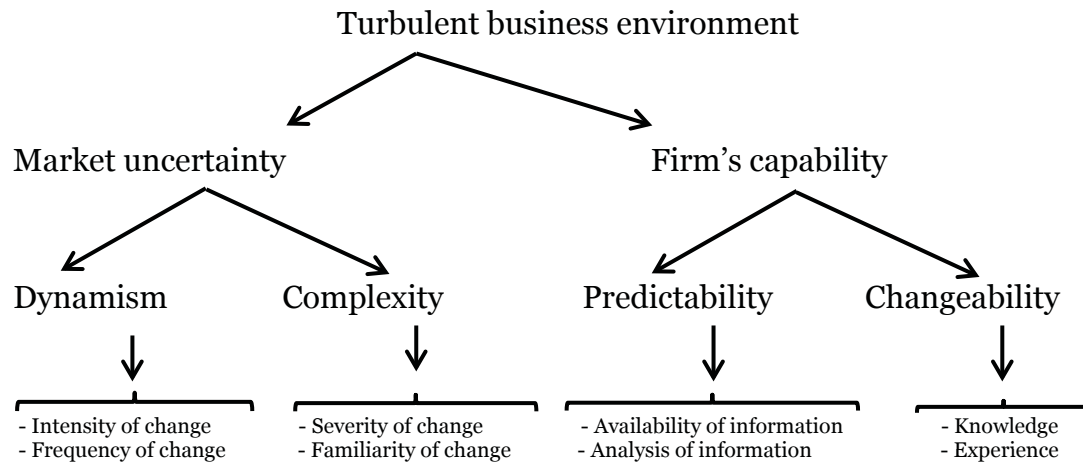 Turbulent business environment
Market uncertainty
Firm’s capability
Dynamism
Complexity
Predictability
Changeability
- Intensity of change
- Frequency of change
- Severity of change
- Familiarity of change
- Availability of information
- Analysis of information
- Knowledge
- Experience